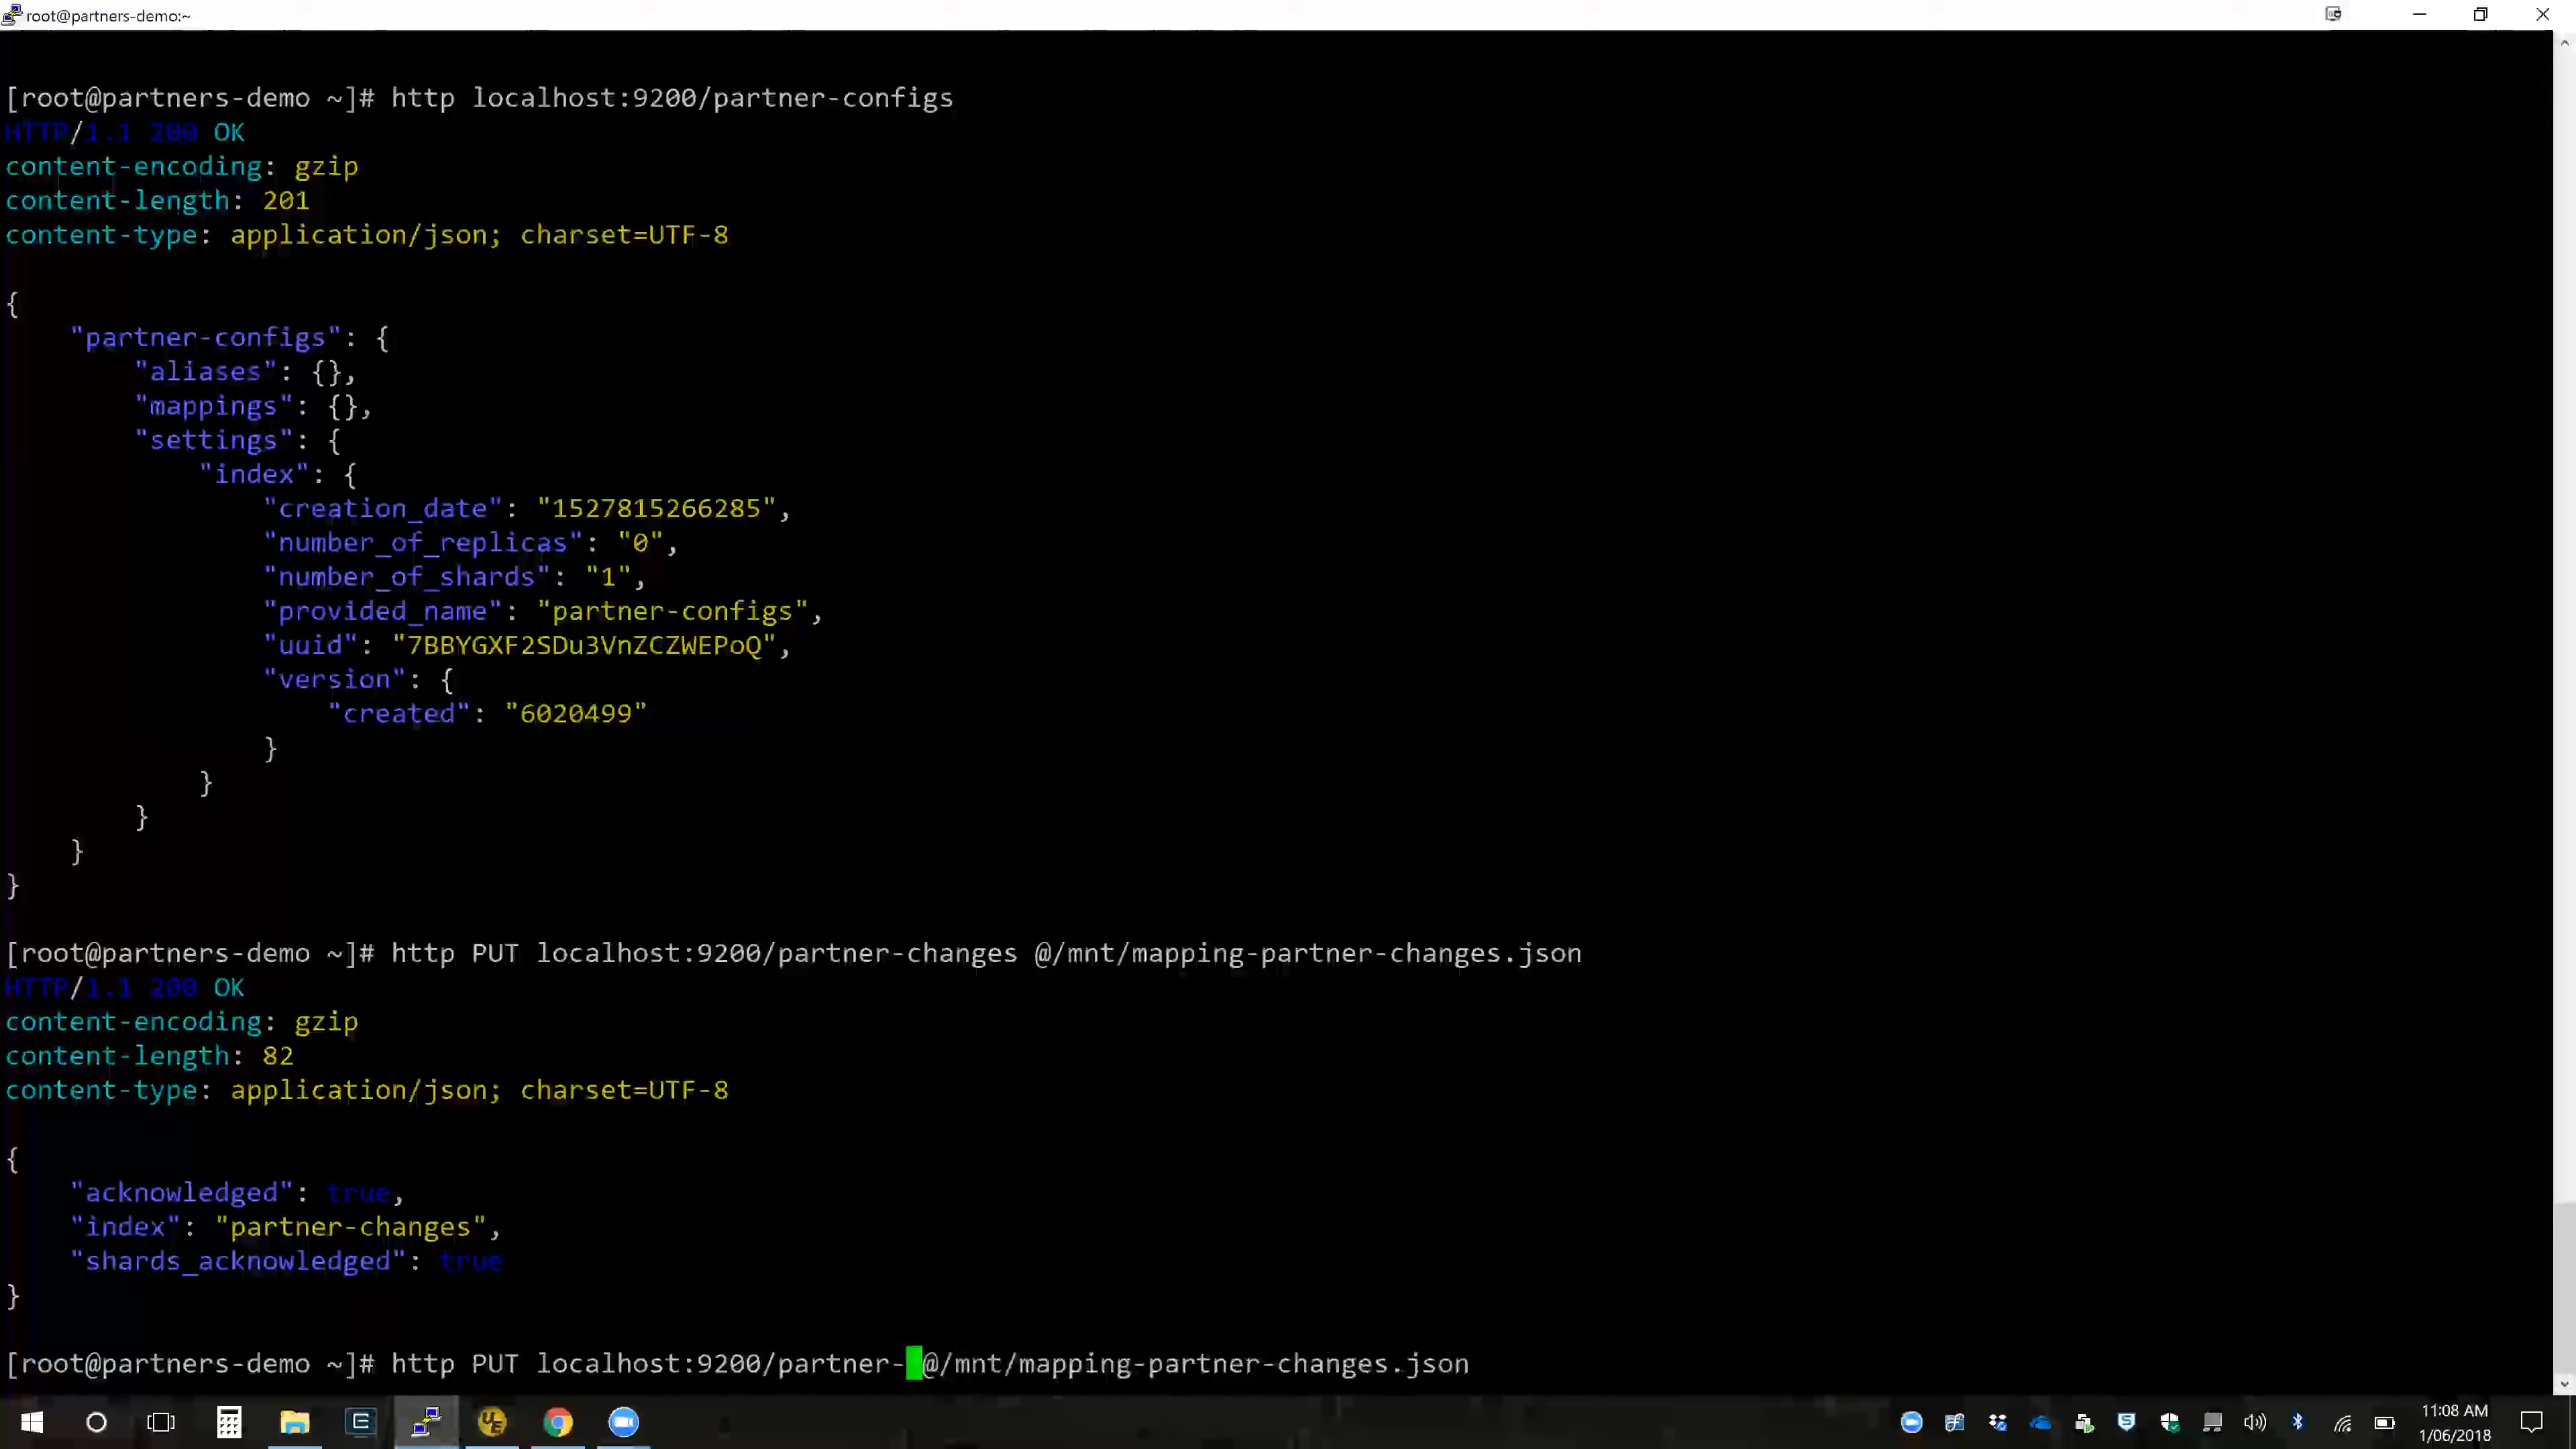 root@partners-demo:~
[root@partners-demo ~]# http localhost:9200/partner-configs
HTTP/1.1 200 OK
content-encoding: gzip
content-length: 201
content-type: application/json; charset=UTF-8
{
"partner-configs": {
"aliases": {},
"mappings": {},
"settings": {
"index": {
"creation_date": "1527815266285",
"number_of_replicas": "0",
"number_of_shards": "1",
"provided_name": "partner-configs",
"uuid": "7BBYGXF2SDu3VnZCZWEPoQ",
"version": {
"created": "6020499"
}
}
}
}
}
[root@partners-demo ~]# http PUT localhost:9200/partner-changes @/mnt/mapping-partner-changes.json
HTTP/1.1 200 OK
content-encoding: gzip
content-length: 82
content-type: application/json; charset=UTF-8
{
"acknowledged": true,
"index": "partner-changes",
"shards_acknowledged": true
}
[root@partners-demo ~]# http PUT localhost:9200/partner- @/mnt/mapping-partner-changes.json
11:08 AM
1/06/2018